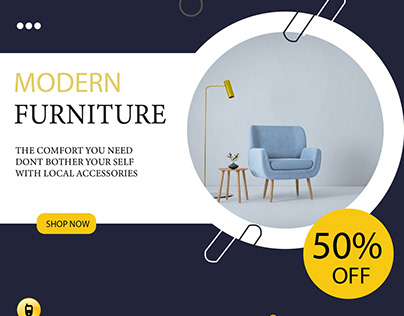 MODERN
FURNITURE
THE COMFORT YOU NEED
DONT BOTHER YOUR SELF
WITH LOCAL ACCESSORIES
SHOP NOW
50%
OFF